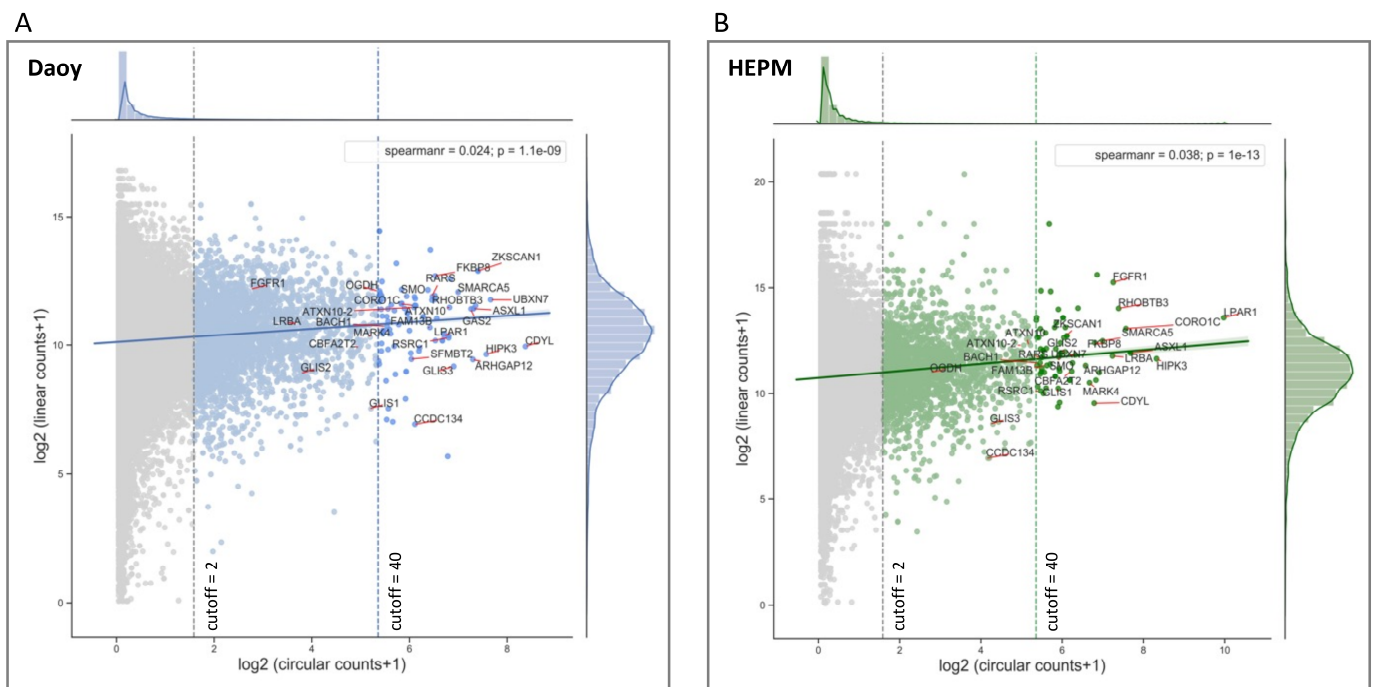 A
Daoy
spearmanr = 0.024; p = 1.1e-09
15
10
5
0
log2 (linear counts+1)
ZKSCAN1
FKBP8
RARS
FGFR1
OGDH
SMO
SMARCA5
CORO1C
RHOBTB3
UBXN7
ATXN10-2
ATXN10
ASXL1
LRBA
BACH1
FAM13B
GAS2
MARK4
LPAR1
CBFA2T2
RSRC1
CDYL
HIPK3
SFMBT2
GLIS2
GLIS3
ARHGAP12
GLIS1
CCDC134
cutoff = 2
cutoff = 40
0 2 4 6 8
log2 (circular counts+1)
B
HEPM
spearmanr = 0.038; p = 1e-13
20
15
10
5
0
log2 (linear counts+1)
FGFR1
RHOBTB3
LPAR1
ZKSCAN1
CORO1C
ATXN10
SMARCA5
ATXN10-2
GLIS2
FKBP8
ASXL1
BACH1
RARS
UBXN7
LRBA
OGDH
FAM13B
SMO
ARHGAP12
HIPK3
CBFA2T2
RSRC1
GLIS1
MARK4
CDYL
GLIS3
CCDC134
cutoff = 2
cutoff = 40
0 2 4 6 8 10
log2 (circular counts+1)